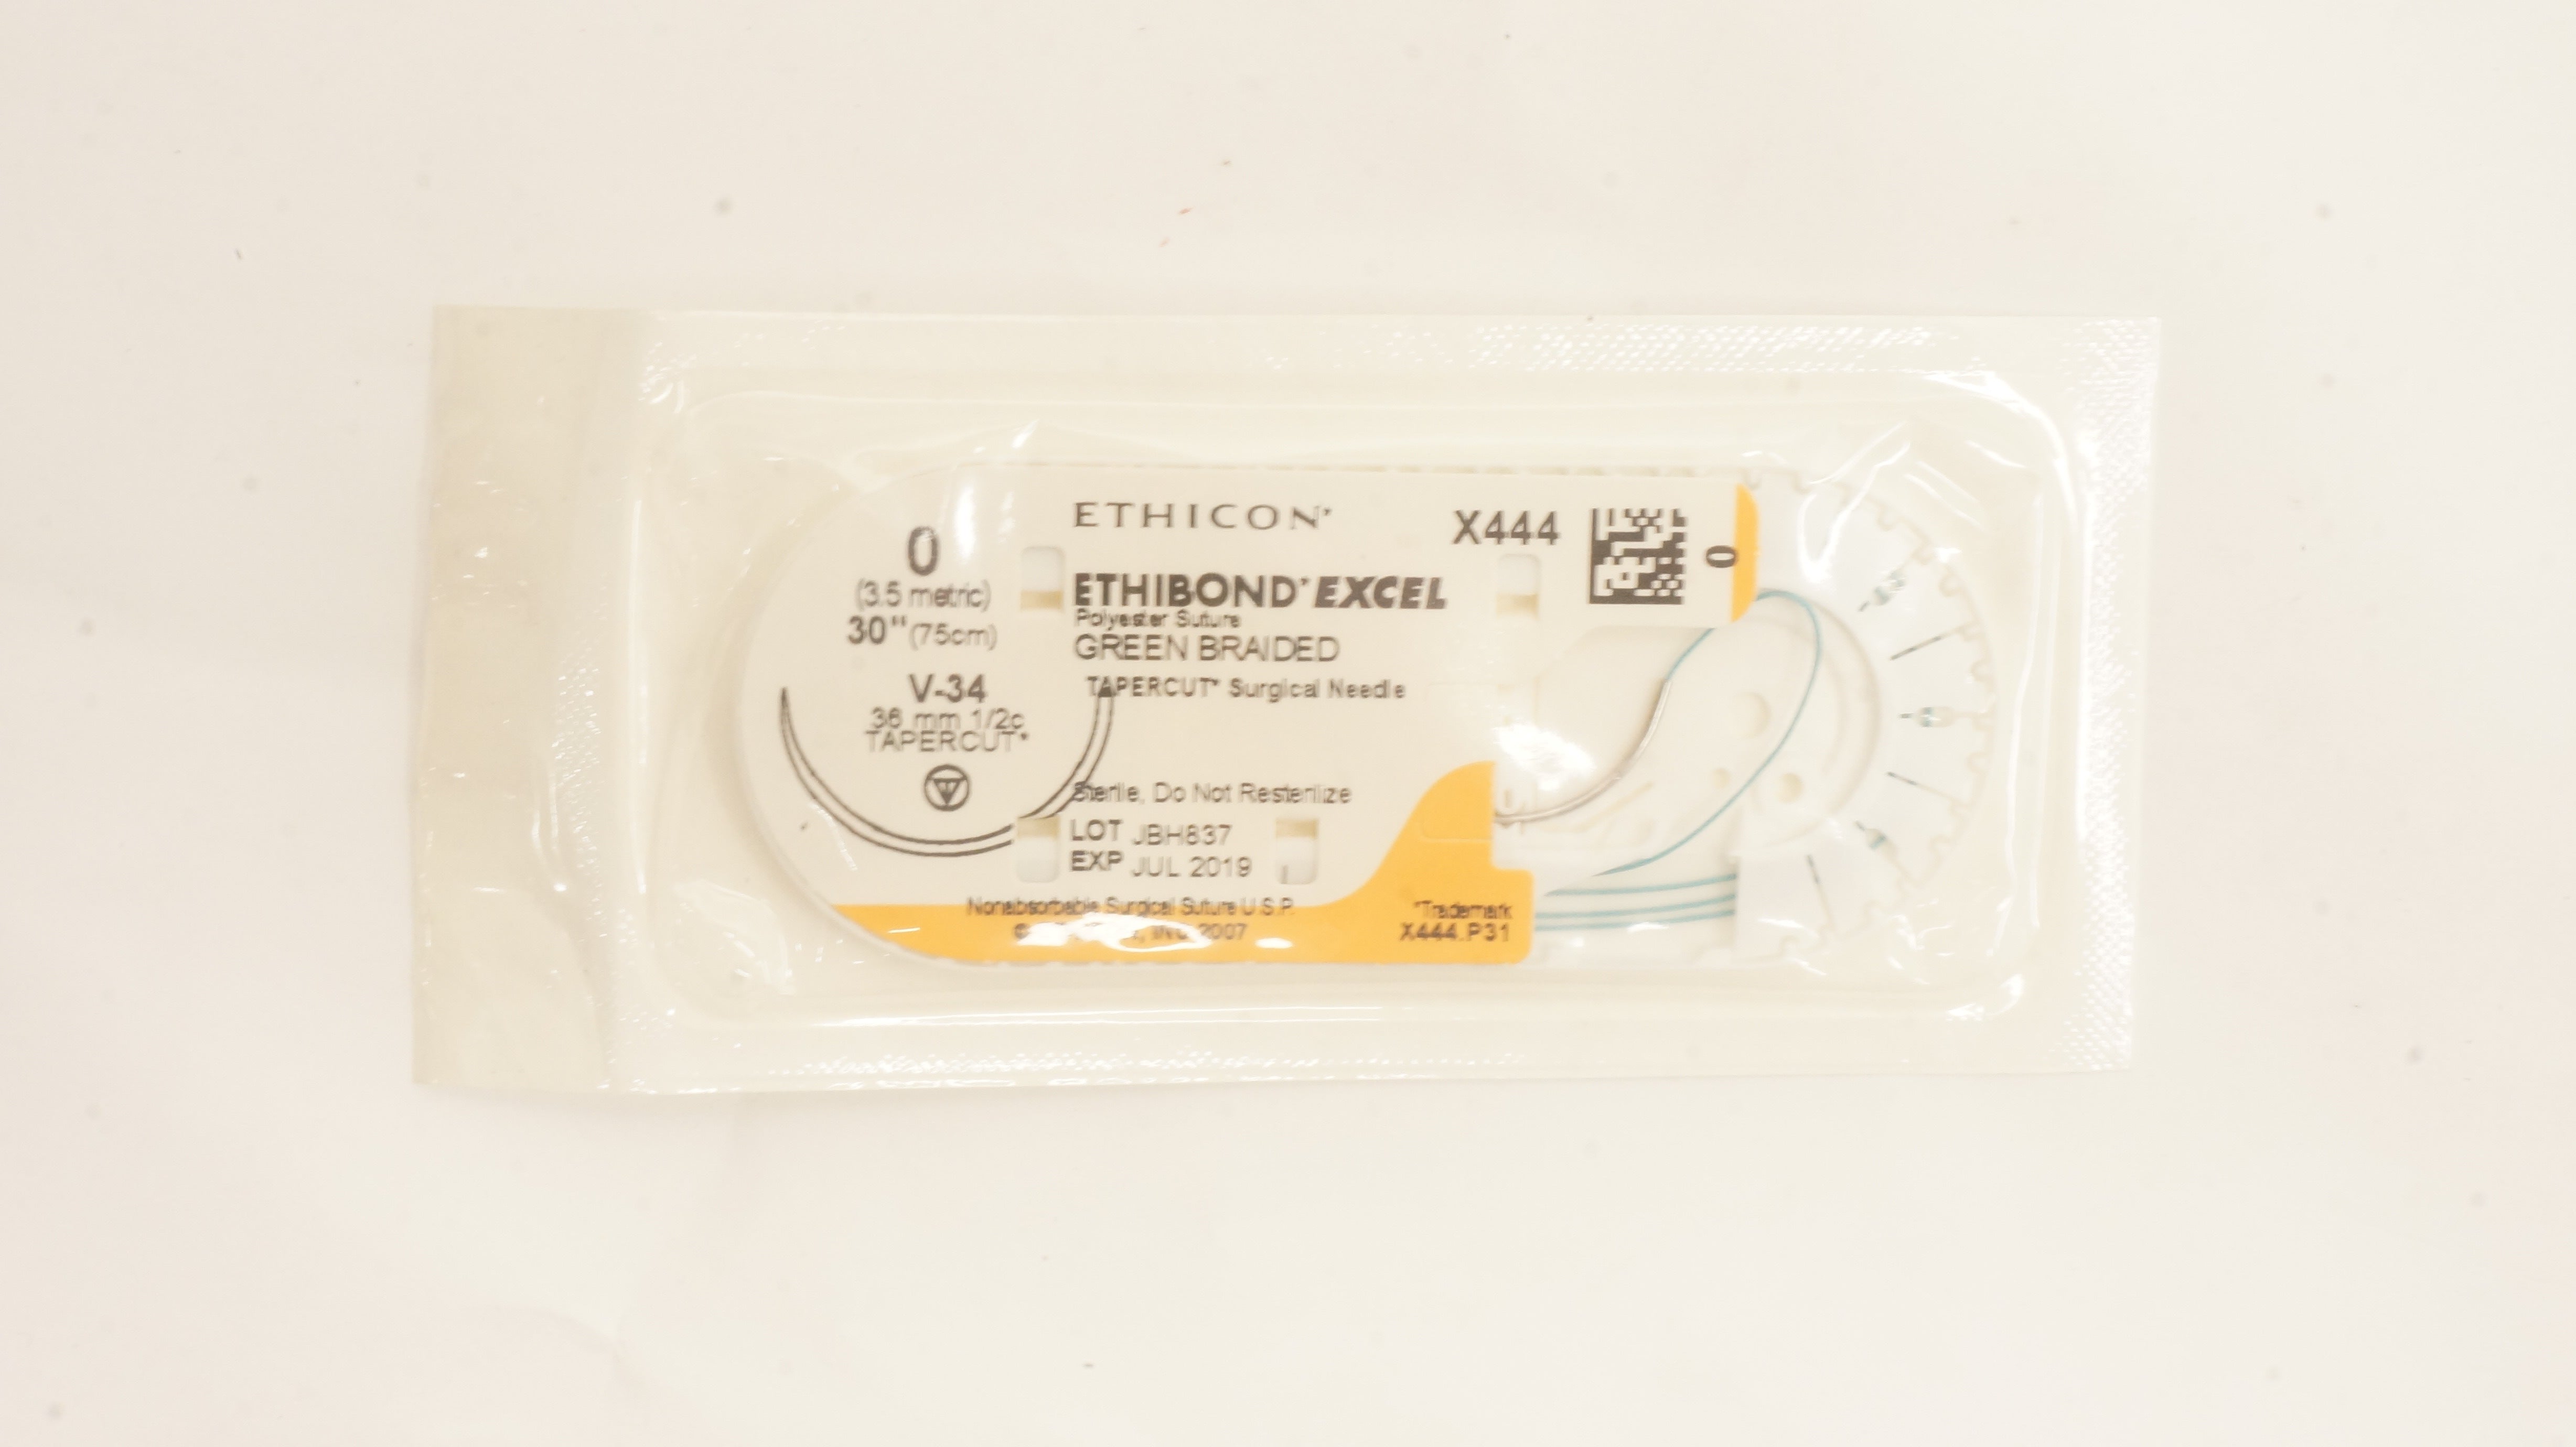 0
(3.5 metric)
30" (75cm)
V-34
36 mm 1/2c
TAPERCUT*
ETHICON*
X444
0
ETHIBOND* EXCEL
Polyester Suture
GREEN BRAIDED
TAPERCUT* Surgical Needle
Sterile, Do Not Resterilize
LOT JBH837
EXP JUL 2019
Nonabsorbable Surgical Suture U.S.P.
INC 2007
*Trademark
X444.P31